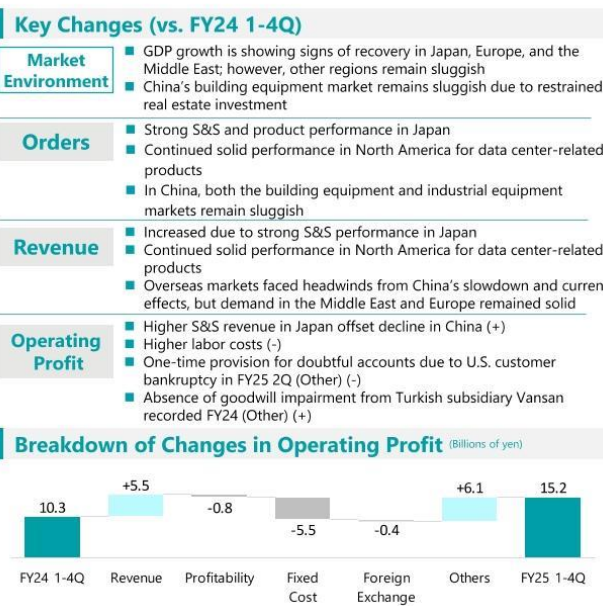 Key Changes (vs. FY24 1-4Q)
Market
Environment
■ GDP growth is showing signs of recovery in Japan, Europe, and the
Middle East; however, other regions remain sluggish
■ China's building equipment market remains sluggish due to restrained
real estate investment
Orders
■ Strong S&S and product performance in Japan
■ Continued solid performance in North America for data center-related
products
■ In China, both the building equipment and industrial equipment
markets remain sluggish
Revenue
■ Increased due to strong S&S performance in Japan
■ Continued solid performance in North America for data center-related
products
■ Overseas markets faced headwinds from China's slowdown and curren
effects, but demand in the Middle East and Europe remained solid
Operating
Profit
■ Higher S&S revenue in Japan offset decline in China (+)
■ Higher labor costs (-)
■ One-time provision for doubtful accounts due to U.S. customer
bankruptcy in FY25 2Q (Other) (-)
■ Absence of goodwill impairment from Turkish subsidiary Vansan
recorded FY24 (Other) (+)
Breakdown of Changes in Operating Profit (Billions of yen)
10.3
+5.5
-0.8
-5.5
-0.4
+6.1
15.2
FY24 1-4Q
Revenue
Profitability
Fixed
Cost
Foreign
Exchange
Others
FY25 1-4Q